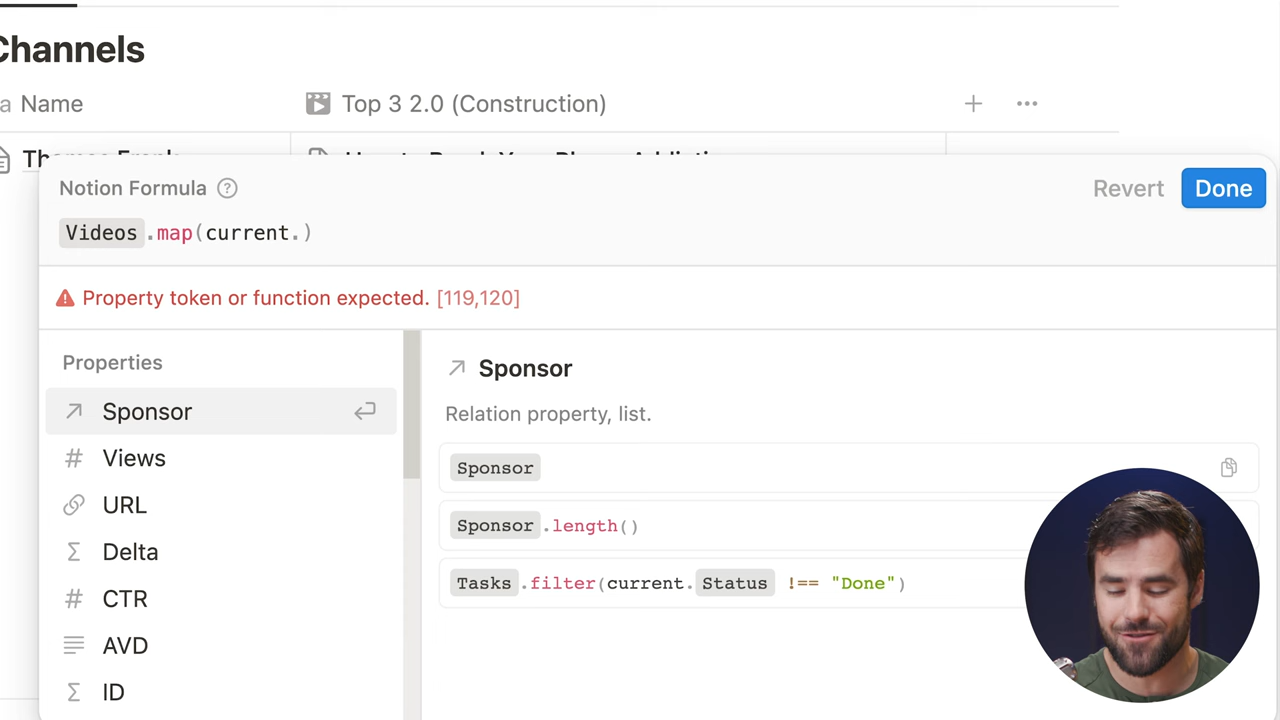 Channels
Name
Top 3 2.0 (Construction)
Notion Formula
Revert
Done
Videos.map(current.)
Property token or function expected. [119,120]
Properties
Sponsor
Views
URL
Delta
CTR
AVD
ID
Sponsor
Relation property, list.
Sponsor
Sponsor.length()
Tasks.filter(current.Status !== "Done")